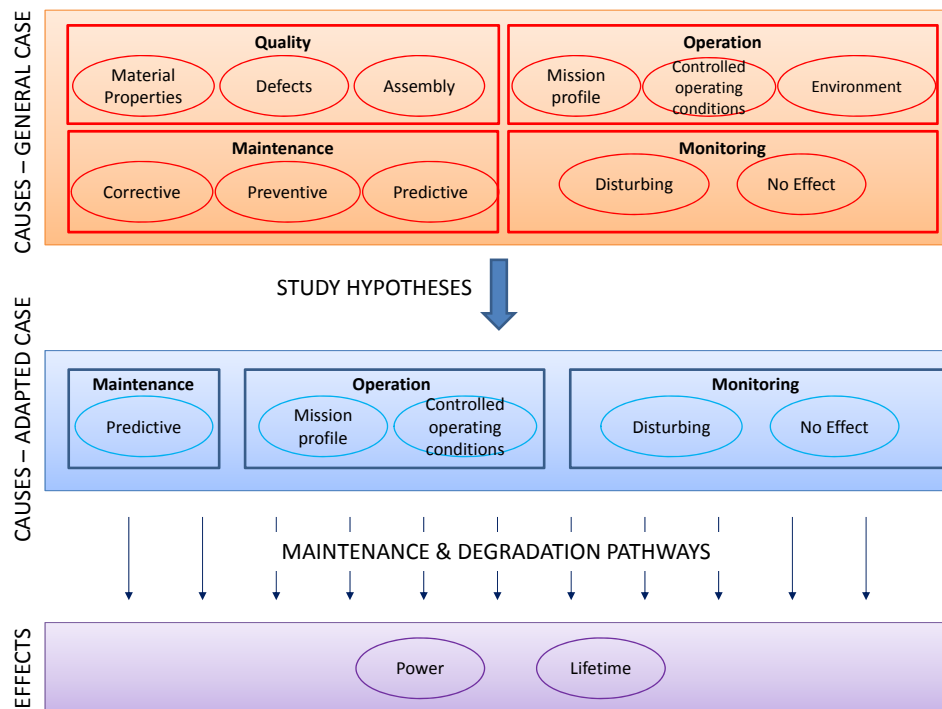 CAUSES – GENERAL CASE
Quality
Material
Properties
Defects
Assembly
Operation
Mission
profile
Controlled
operating
conditions
Environment
Maintenance
Corrective
Preventive
Predictive
Monitoring
Disturbing
No Effect
STUDY HYPOTHESES
CAUSES – ADAPTED CASE
Maintenance
Predictive
Operation
Mission
profile
Controlled
operating
conditions
Monitoring
Disturbing
No Effect
MAINTENANCE & DEGRADATION PATHWAYS
EFFECTS
Power
Lifetime